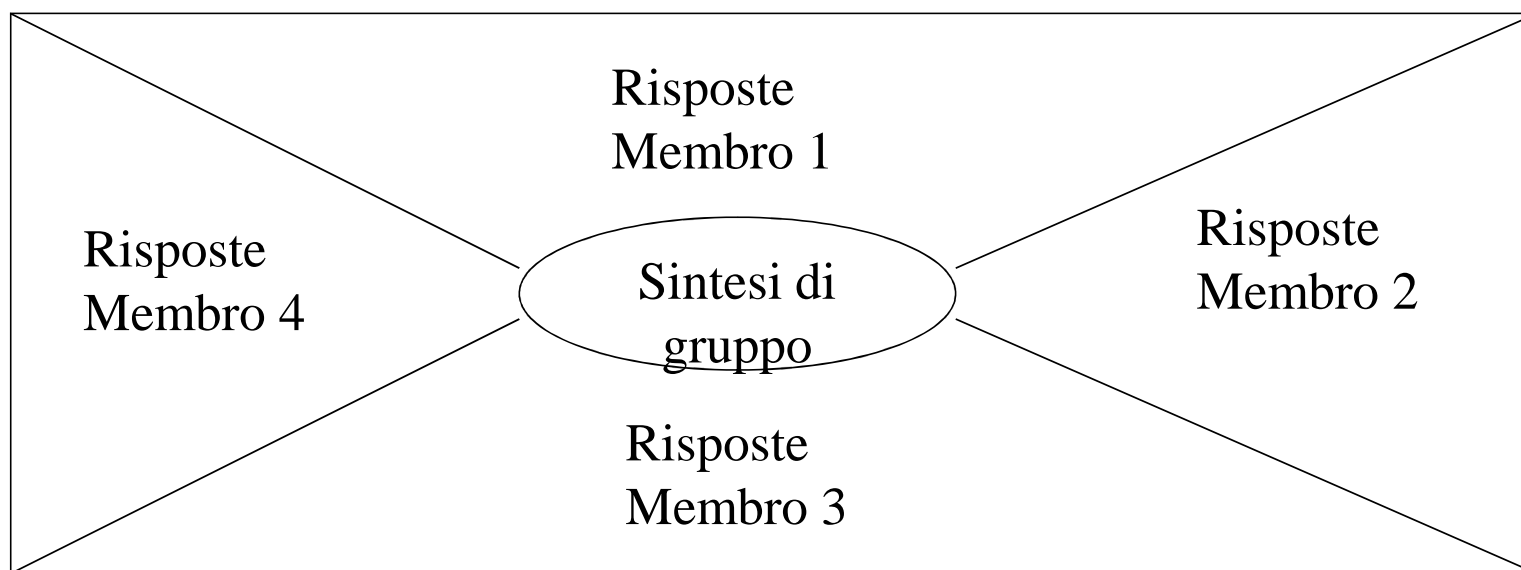 Risposte
Membro 1
Risposte
Membro 2
Risposte
Membro 4
Sintesi di
gruppo
Risposte
Membro 3